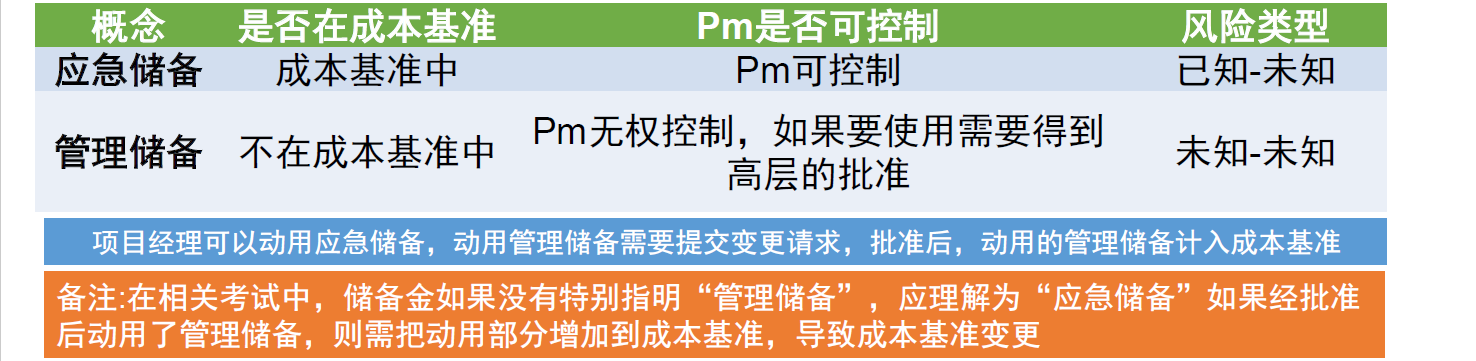 概念 是否在成本基准 Pm是否可控制 风险类型
应急储备 成本基准中 Pm可控制 已知-未知
管理储备 不在成本基准中 Pm无权控制，如果要使用需要得到
高层的批准 未知-未知
项目经理可以动用应急储备，动用管理储备需要提交变更请求，批准后，动用的管理储备计入成本基准
备注:在相关考试中，储备金如果没有特别指明“管理储备”，应理解为“应急储备”如果经批准
后动用了管理储备，则需把动用部分增加到成本基准，导致成本基准变更